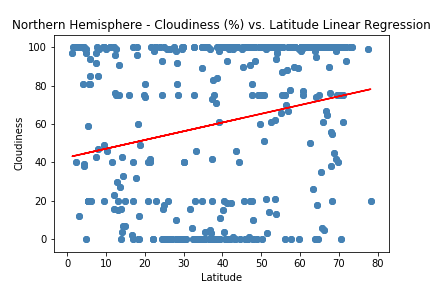 Northern Hemisphere - Cloudiness (%) vs. Latitude Linear Regression
100
80
60
40
20
0
Cloudiness
0 10 20 30 40 50 60 70 80
Latitude